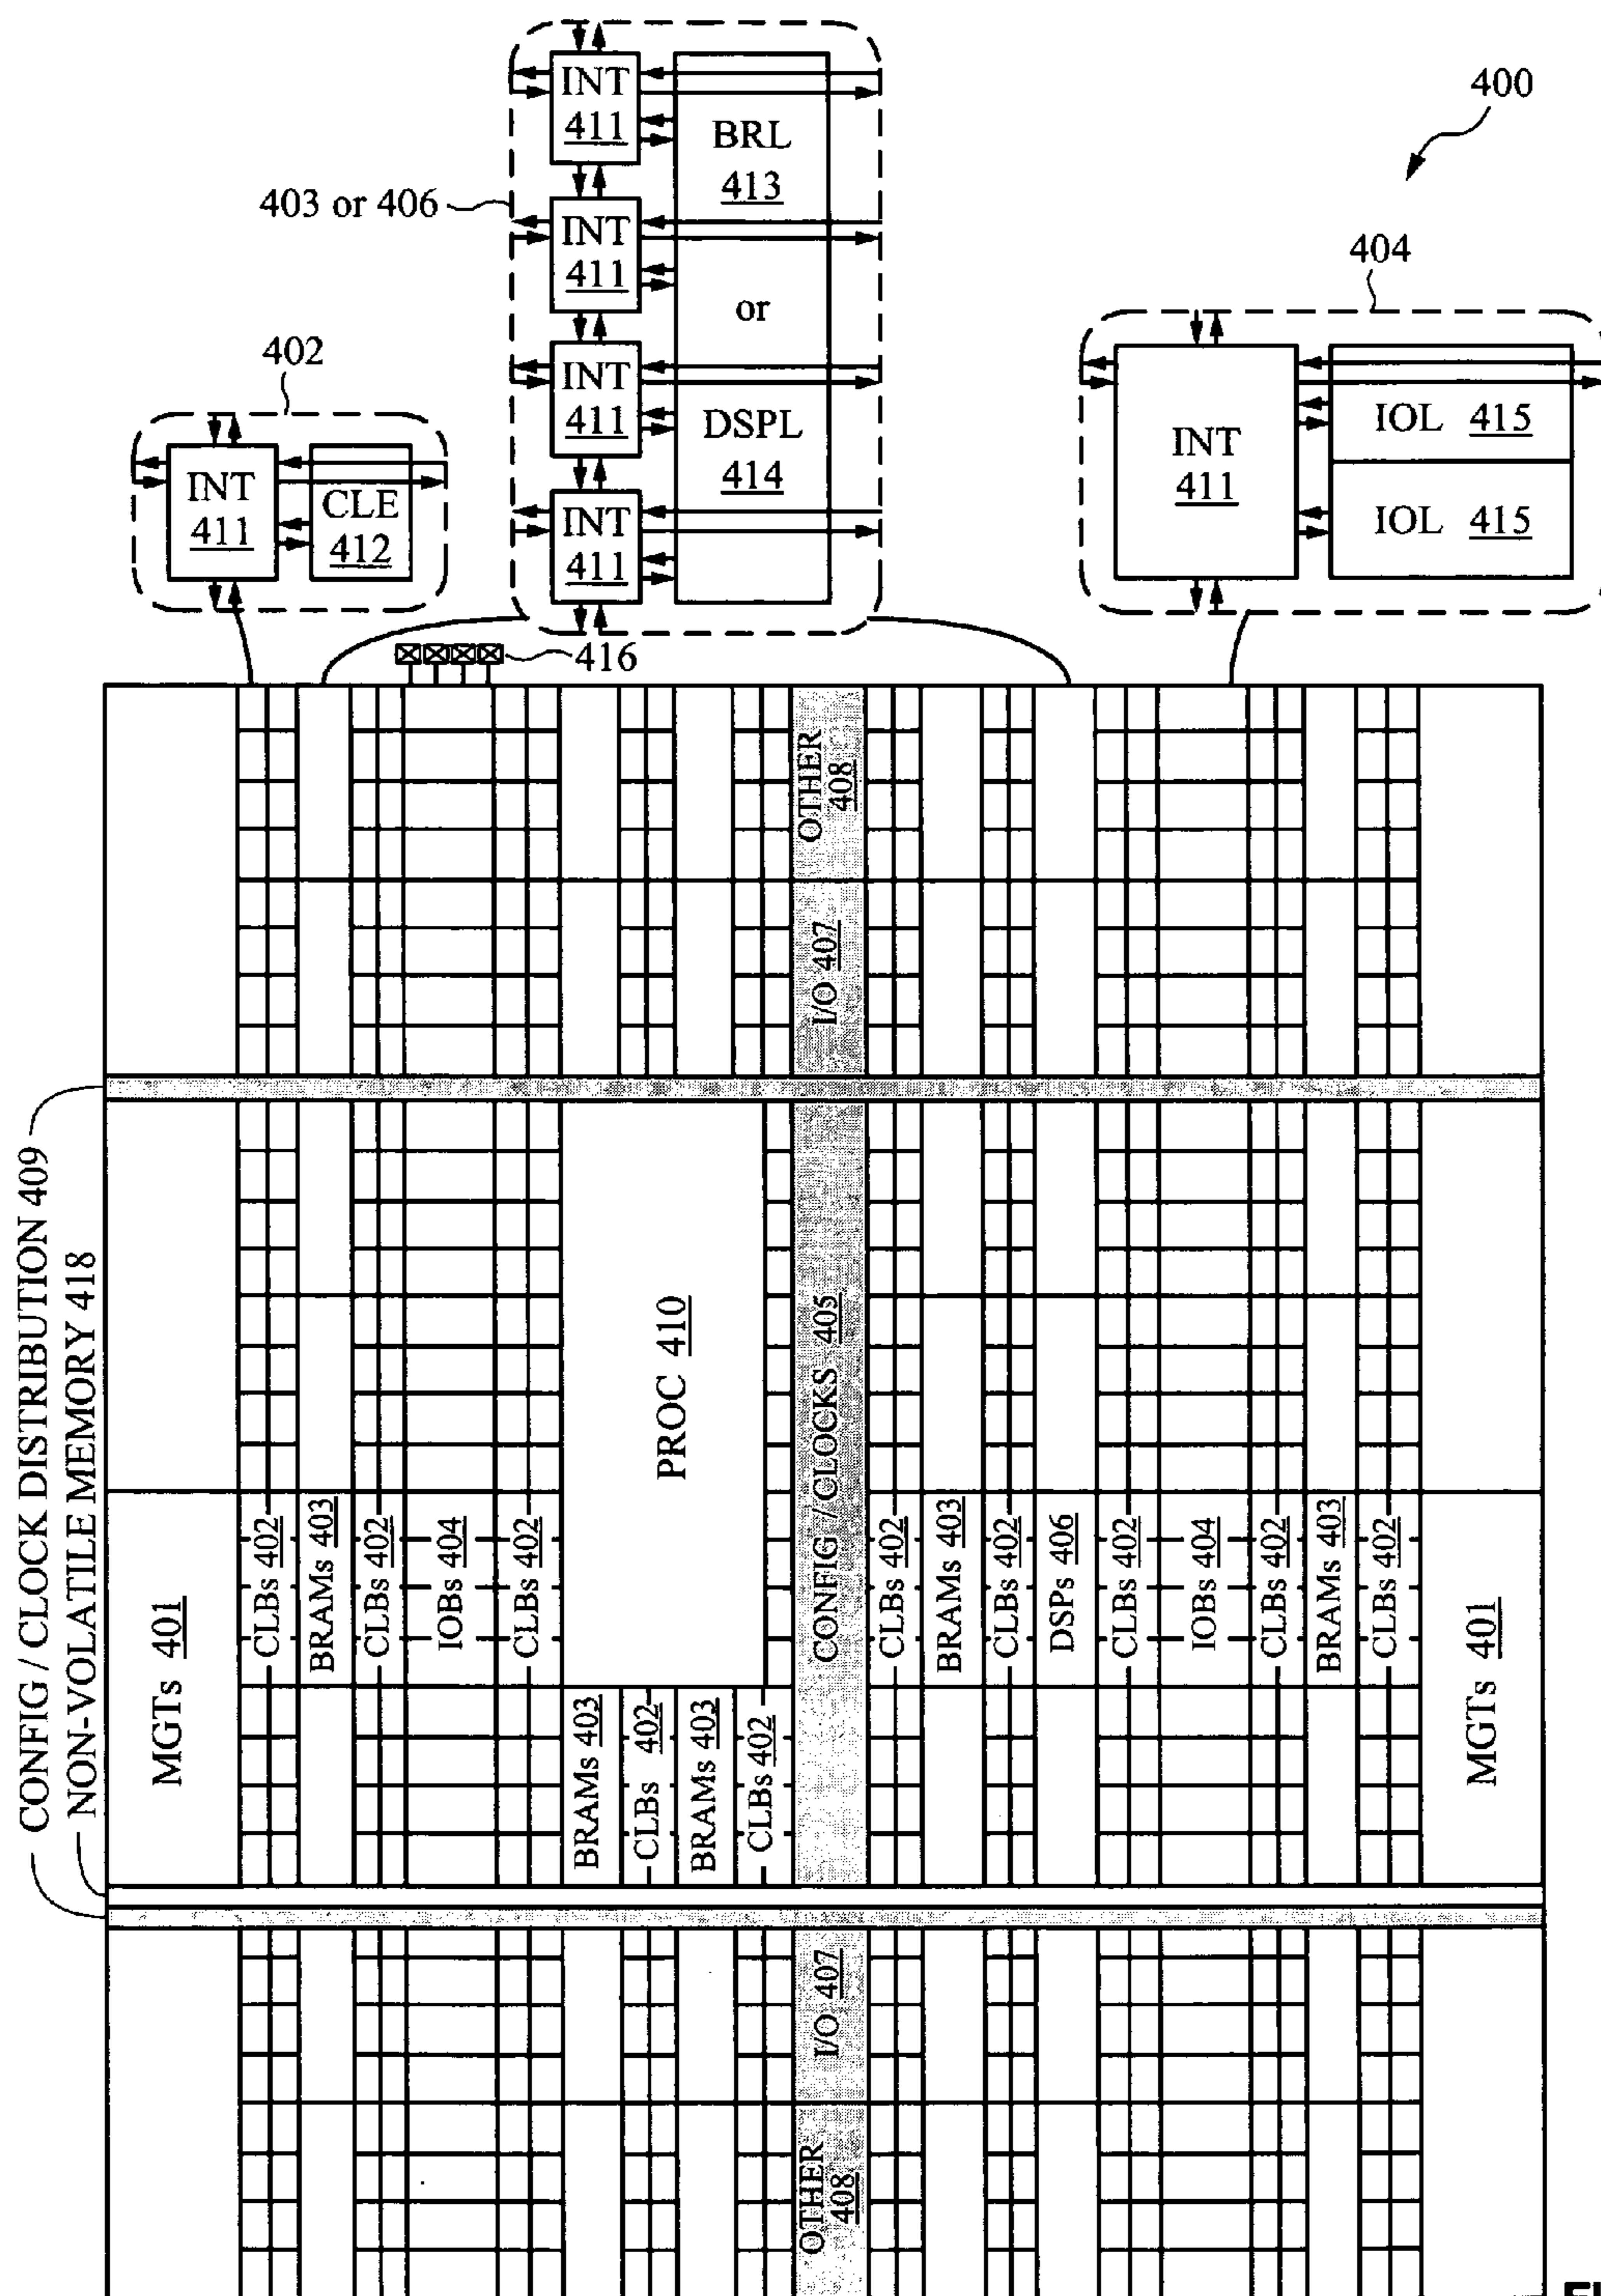 400
403 or 406
INT
411
INT
411
INT
411
INT
411
BRL
413
or
DSPL
414
402
INT
411
CLE
412
404
INT
411
IOL 415
IOL 415
416
OTHER
408
I/O 407
CONFIG / CLOCK DISTRIBUTION 409
NON-VOLATILE MEMORY 418
PROC 410
CONFIG / CLOCKS 405
MGTs 401
CLBs 402
BRAMs 403
CLBs 402
IOBs 404
CLBs 402
BRAMs 403
CLBs 402
BRAMs 403
CLBs 402
CLBs 402
BRAMs 403
CLBs 402
DSPs 406
CLBs 402
IOBs 404
CLBs 402
BRAMs 403
CLBs 402
MGTs 401
I/O 407
OTHER
408